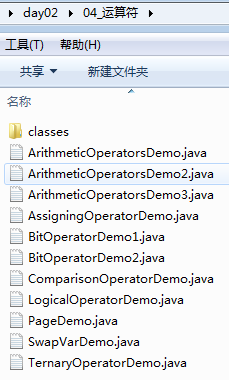 day02 ▸ 04_运算符 ▸
工具(T) 帮助(H)
共享 新建文件夹
名称
classes
ArithmeticOperatorsDemo.java
ArithmeticOperatorsDemo2.java
ArithmeticOperatorsDemo3.java
AssigningOperatorDemo.java
BitOperatorDemo1.java
BitOperatorDemo2.java
ComparisonOperatorDemo.java
LogicalOperatorDemo.java
PageDemo.java
SwapVarDemo.java
TernaryOperatorDemo.java